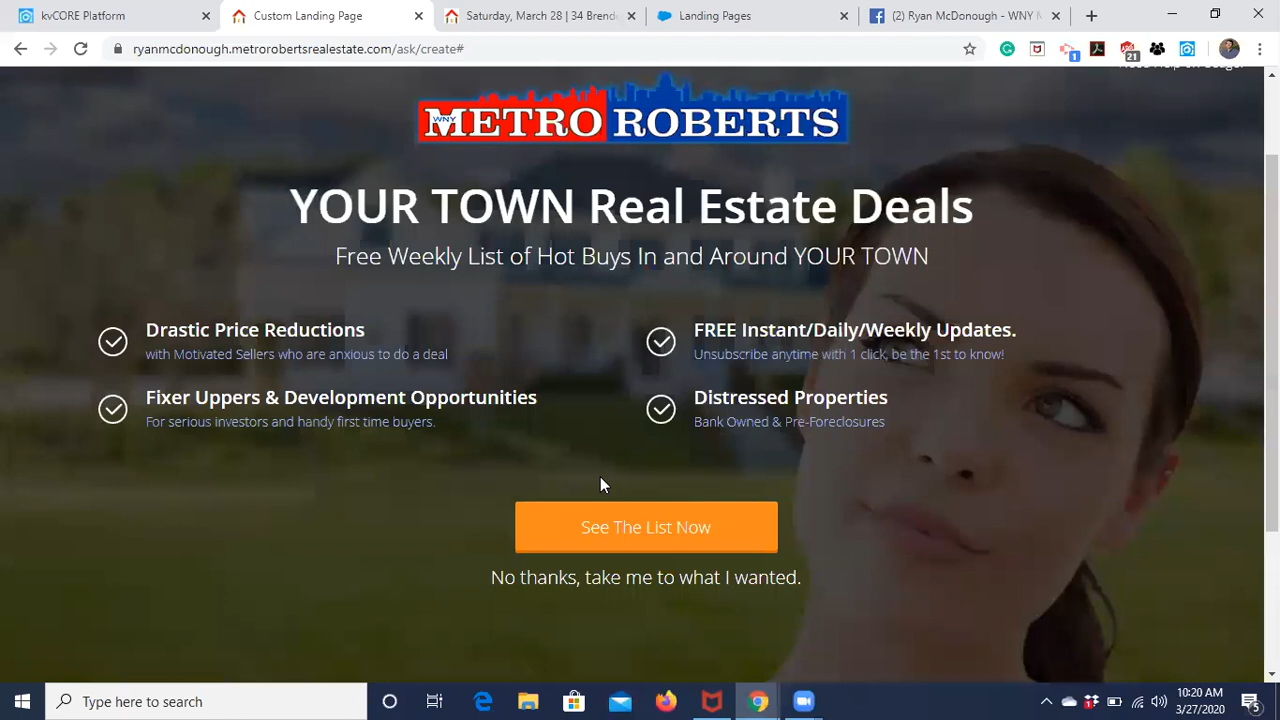 kvCORE Platform
Custom Landing Page
Saturday, March 28 | 34 Brend
Landing Pages
(2) Ryan McDonough - WNY M
ryanmcdonough.metrorobertsrealestate.com/ask/create#
1
21
WNY METRO ROBERTS
YOUR TOWN Real Estate Deals
Free Weekly List of Hot Buys In and Around YOUR TOWN
Drastic Price Reductions
with Motivated Sellers who are anxious to do a deal
FREE Instant/Daily/Weekly Updates.
Unsubscribe anytime with 1 click, be the 1st to know!
Fixer Uppers & Development Opportunities
For serious investors and handy first time buyers.
Distressed Properties
Bank Owned & Pre-Foreclosures
See The List Now
No thanks, take me to what I wanted.
Type here to search
10:20 AM
3/27/2020
5